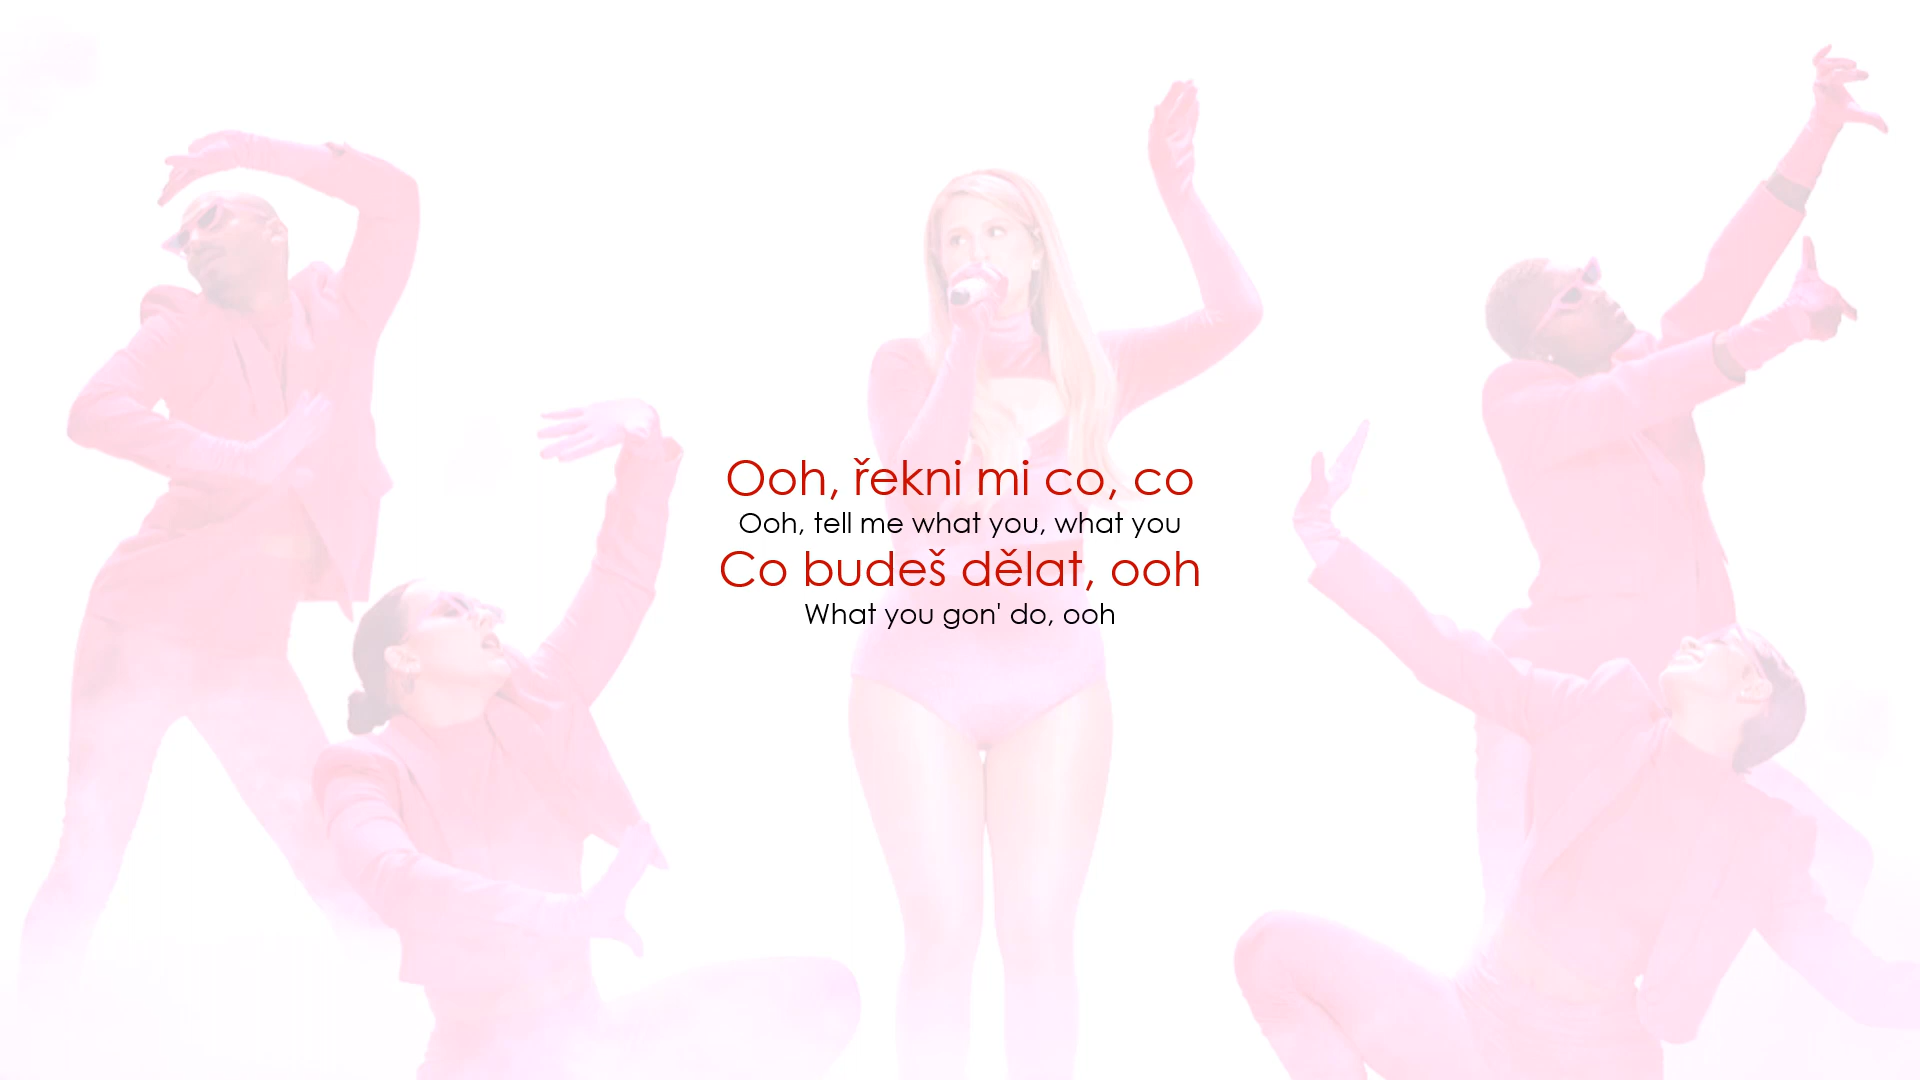 Ooh, řekni mi co, co
Ooh, tell me what you, what you
Co budeš dělat, ooh
What you gon' do, ooh